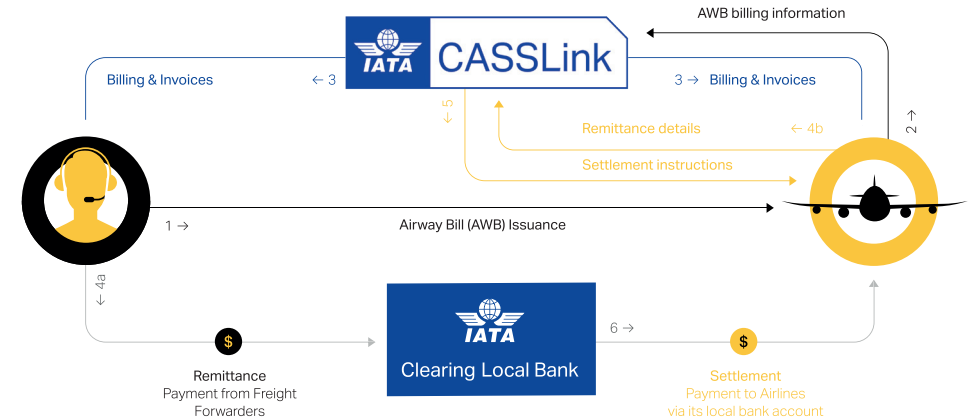 AWB billing information
IATA
CASSLink
Billing & Invoices
← 3
3 → Billing & Invoices
← 5
2 →
Remittance details
← 4b
Settlement instructions
1 →
Airway Bill (AWB) Issuance
← 4a
IATA
Clearing Local Bank
6 →
$
$
Remittance
Payment from Freight
Forwarders
Settlement
Payment to Airlines
via its local bank account